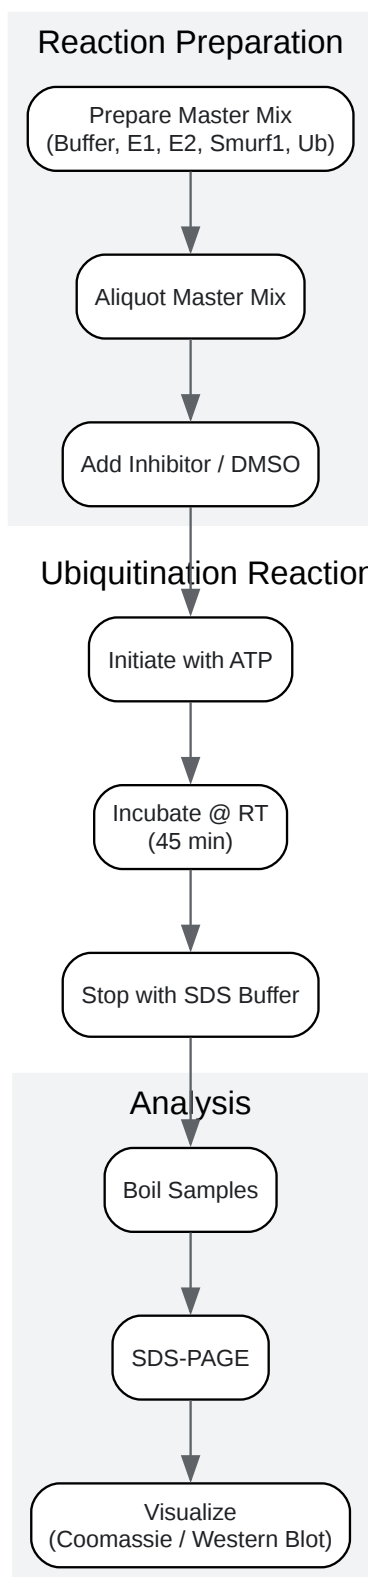 Reaction Preparation
Prepare Master Mix
(Buffer, E1, E2, Smurf1, Ub)
Aliquot Master Mix
Add Inhibitor / DMSO
Ubiquitination Reaction
Initiate with ATP
Incubate @ RT
(45 min)
Stop with SDS Buffer
Analysis
Boil Samples
SDS-PAGE
Visualize
(Coomassie / Western Blot)